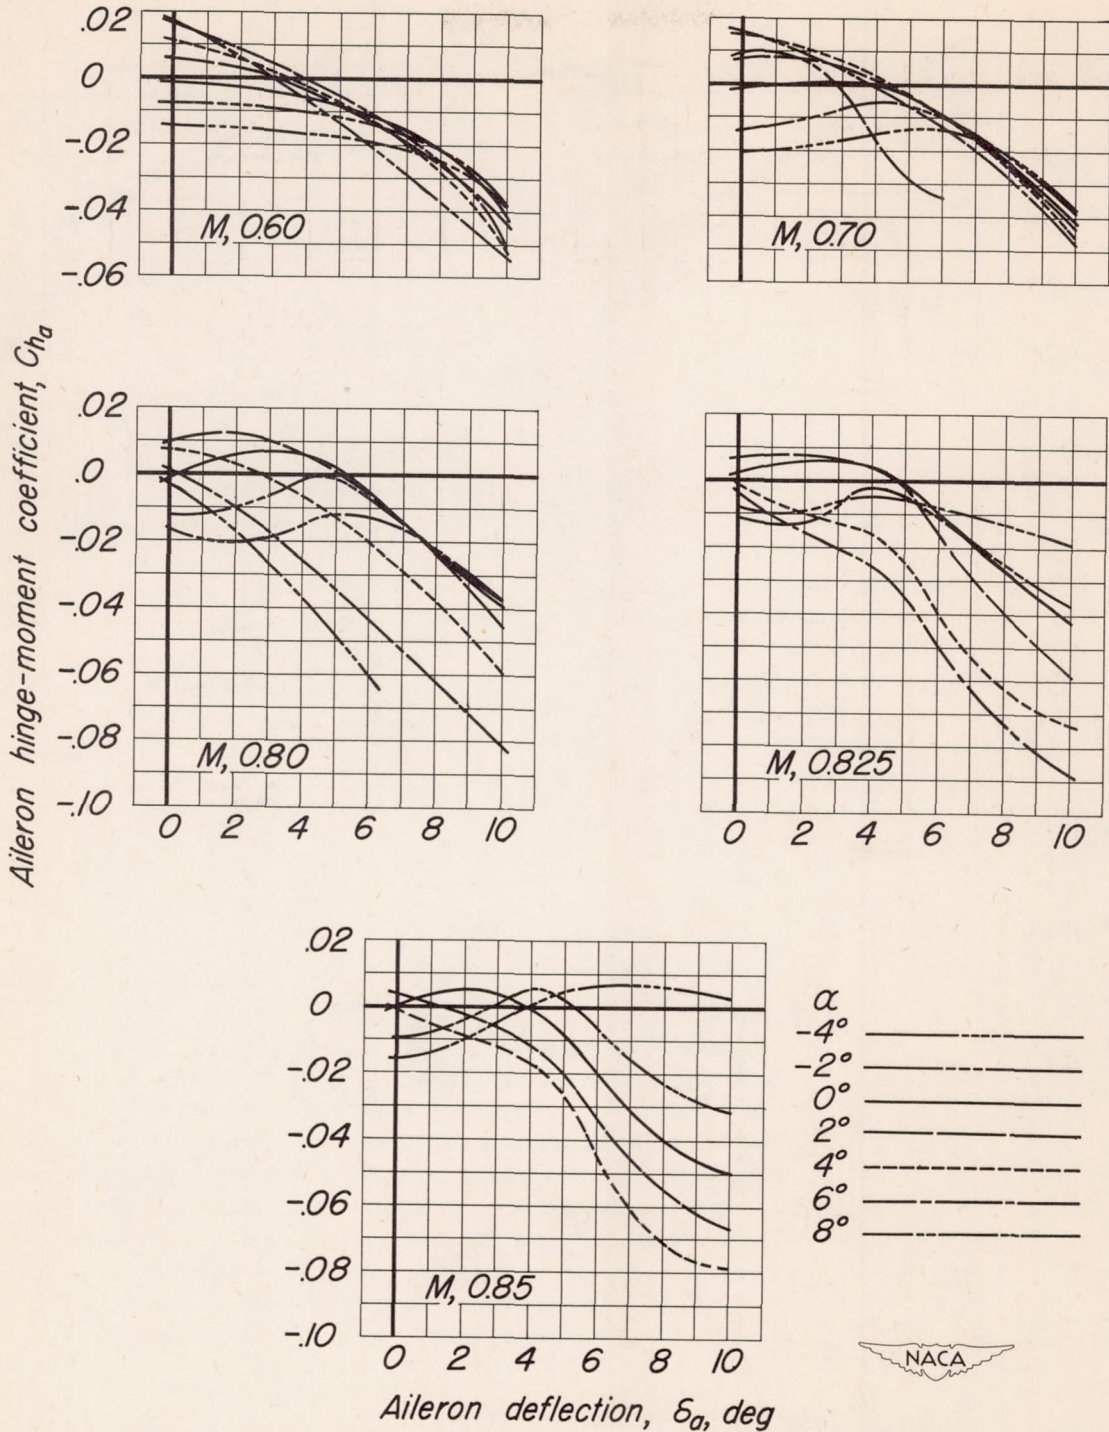 .02
0
-.02
-.04
-.06
M, 0.60
M, 0.70
Aileron hinge-moment coefficient, Cha
.02
.0
-.02
-.04
-.06
-.08
-.10
M, 0.80
0 2 4 6 8 10
M, 0.825
0 2 4 6 8 10
.02
0
-.02
-.04
-.06
-.08
-.10
M, 0.85
0 2 4 6 8 10
Aileron deflection, δa, deg
α
-4°
-2°
0°
2°
4°
6°
8°
NACA